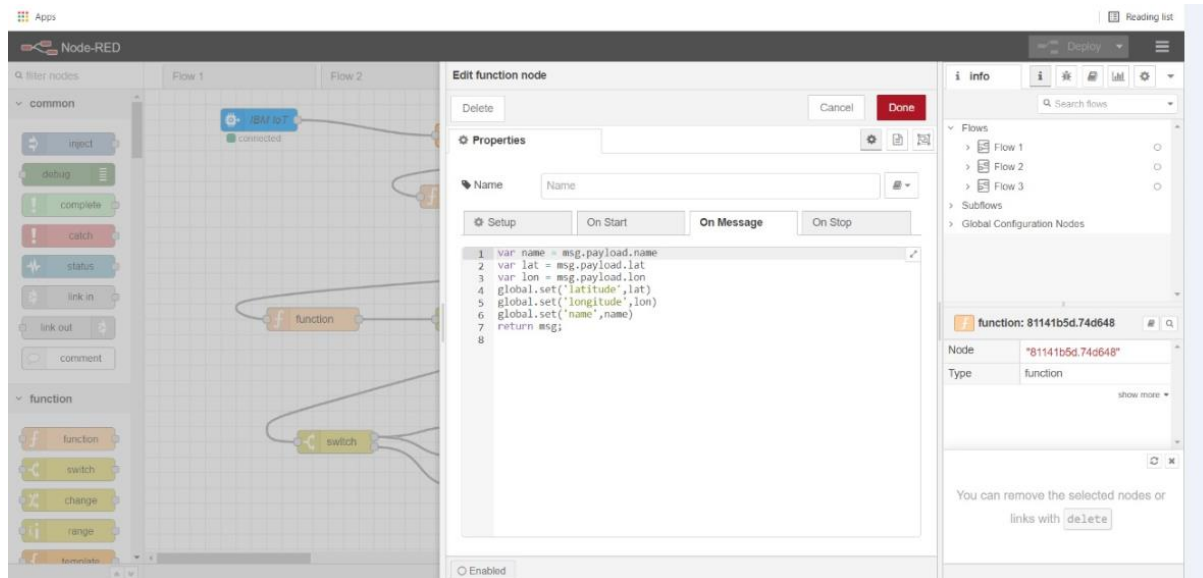 Apps
Reading list
Node-RED
Deploy
filter nodes
Flow 1
Flow 2
common
inject
debug
complete
catch
status
link in
link out
comment
function
function
switch
change
range
template
IBM IoT
connected
function
switch
Edit function node
Delete
Cancel
Done
Properties
Name
Name
Setup
On Start
On Message
On Stop
1 var name = msg.payload.name
2 var lat = msg.payload.lat
3 var lon = msg.payload.lon
4 global.set('latitude',lat)
5 global.set('longitude',lon)
6 global.set('name',name)
7 return msg;
8
Enabled
i info
i
Search flows
Flows
Flow 1
Flow 2
Flow 3
Subflows
Global Configuration Nodes
function: 81141b5d.74d648
Node "81141b5d.74d648"
Type function
show more
You can remove the selected nodes or
links with delete